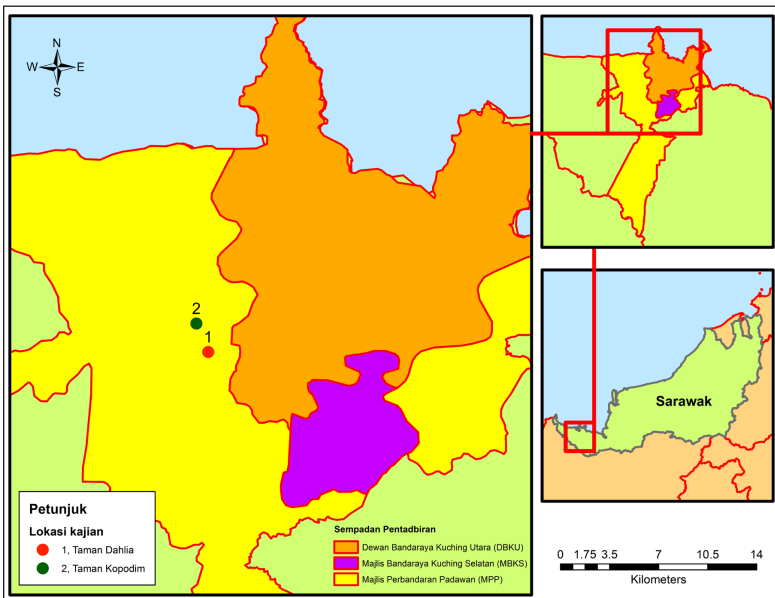 N
W E
S
2
1
Petunjuk
Lokasi kajian
1, Taman Dahlia
2, Taman Kopodim
Sempadan Pentadbiran
Dewan Bandaraya Kuching Utara (DBKU)
Majlis Bandaraya Kuching Selatan (MBKS)
Majlis Perbandaran Padawan (MPP)
Sarawak
0 1.75 3.5 7 10.5 14
Kilometers